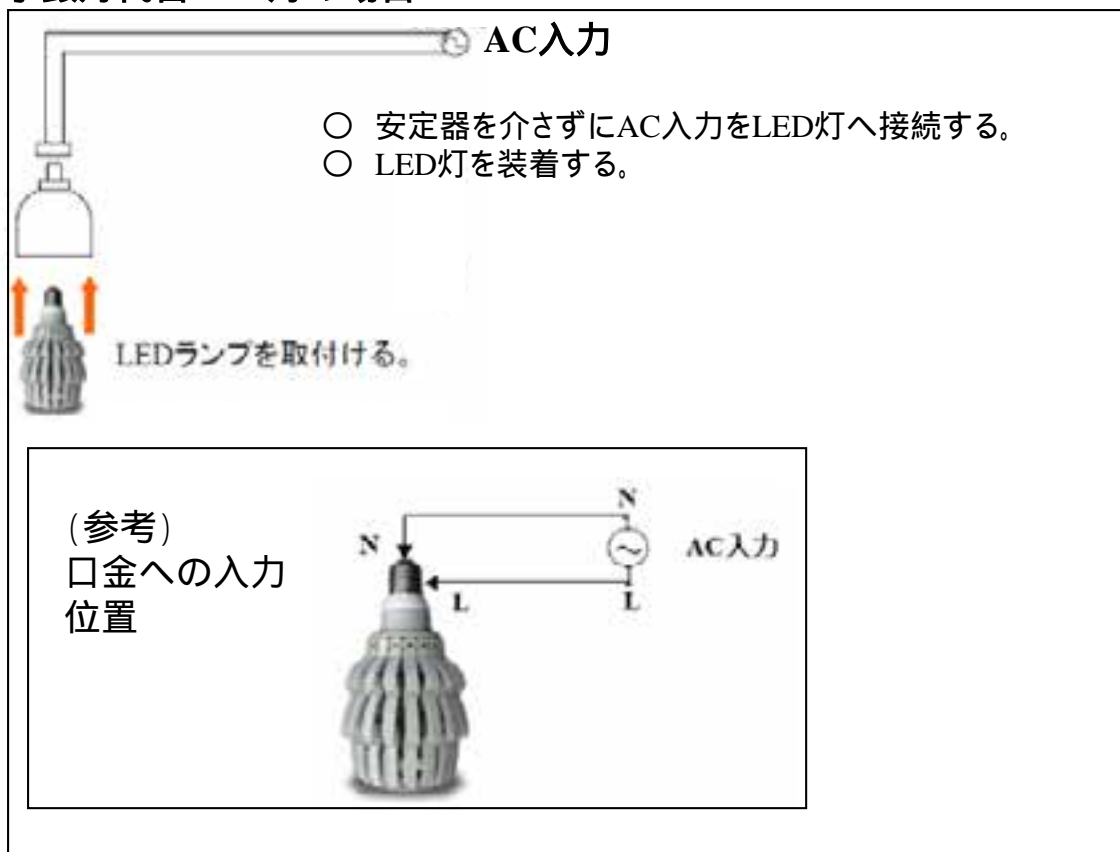 AC入力
○ 安定器を介さずにAC入力をLED灯へ接続する。
○ LED灯を装着する。
LEDランプを取付ける。
(参考)
口金への入力
位置
N
N
AC入力
L
L